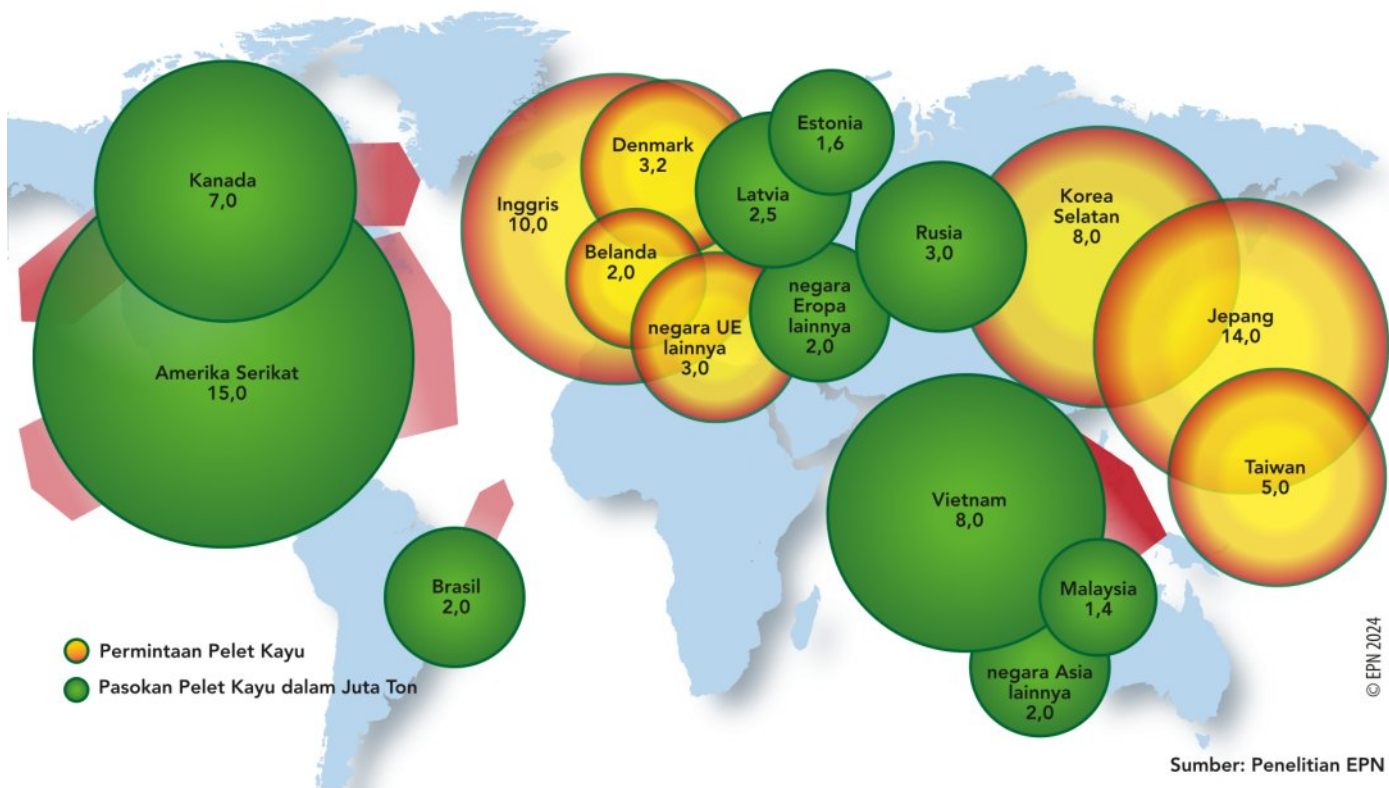 Kanada
7,0
Amerika Serikat
15,0
Brasil
2,0
Inggris
10,0
Denmark
3,2
Belanda
2,0
negara UE
lainnya
3,0
Estonia
1,6
Latvia
2,5
negara
Eropa
lainnya
2,0
Rusia
3,0
Korea
Selatan
8,0
Jepang
14,0
Taiwan
5,0
Vietnam
8,0
Malaysia
1,4
negara Asia
lainnya
2,0
Permintaan Pelet Kayu
Pasokan Pelet Kayu dalam Juta Ton
© EPN 2024
Sumber: Penelitian EPN